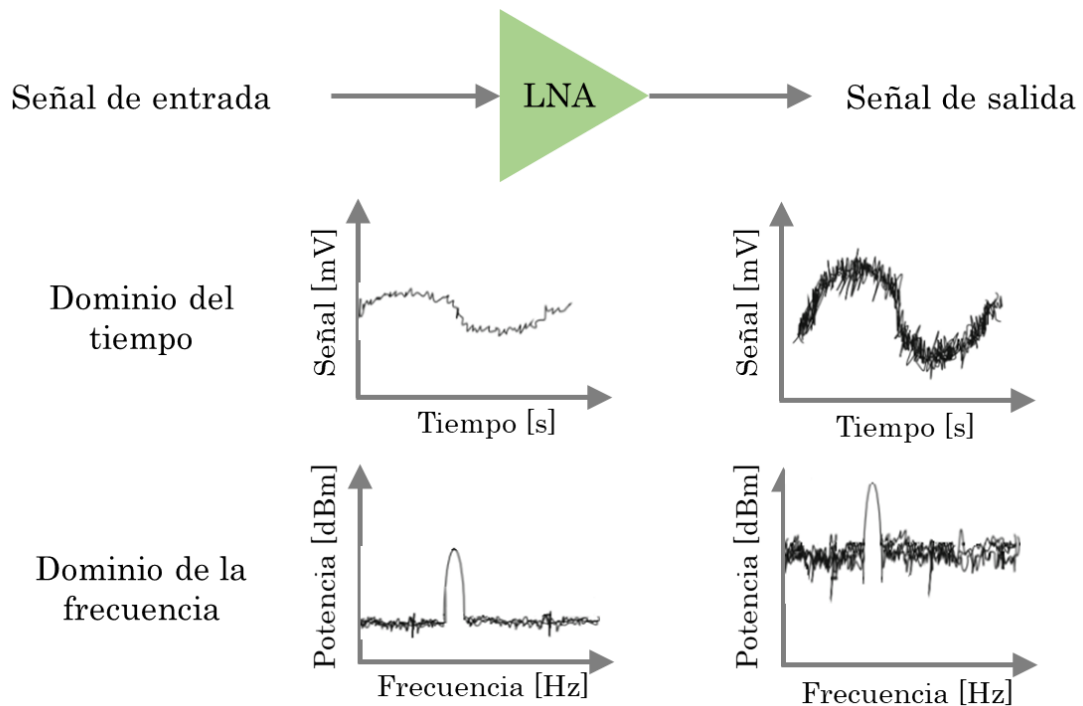 Señal de entrada
LNA
Señal de salida
Dominio del
tiempo
Señal [mV]
Tiempo [s]
Señal [mV]
Tiempo [s]
Dominio de la
frecuencia
Potencia [dBm]
Frecuencia [Hz]
Potencia [dBm]
Frecuencia [Hz]